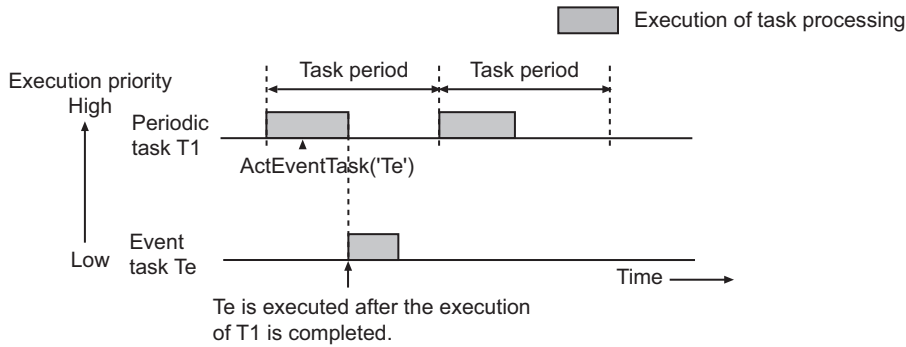 Execution of task processing
Execution priority
High
Task period
Task period
Periodic
task T1
ActEventTask('Te')
Low
Event
task Te
Time
Te is executed after the execution
of T1 is completed.